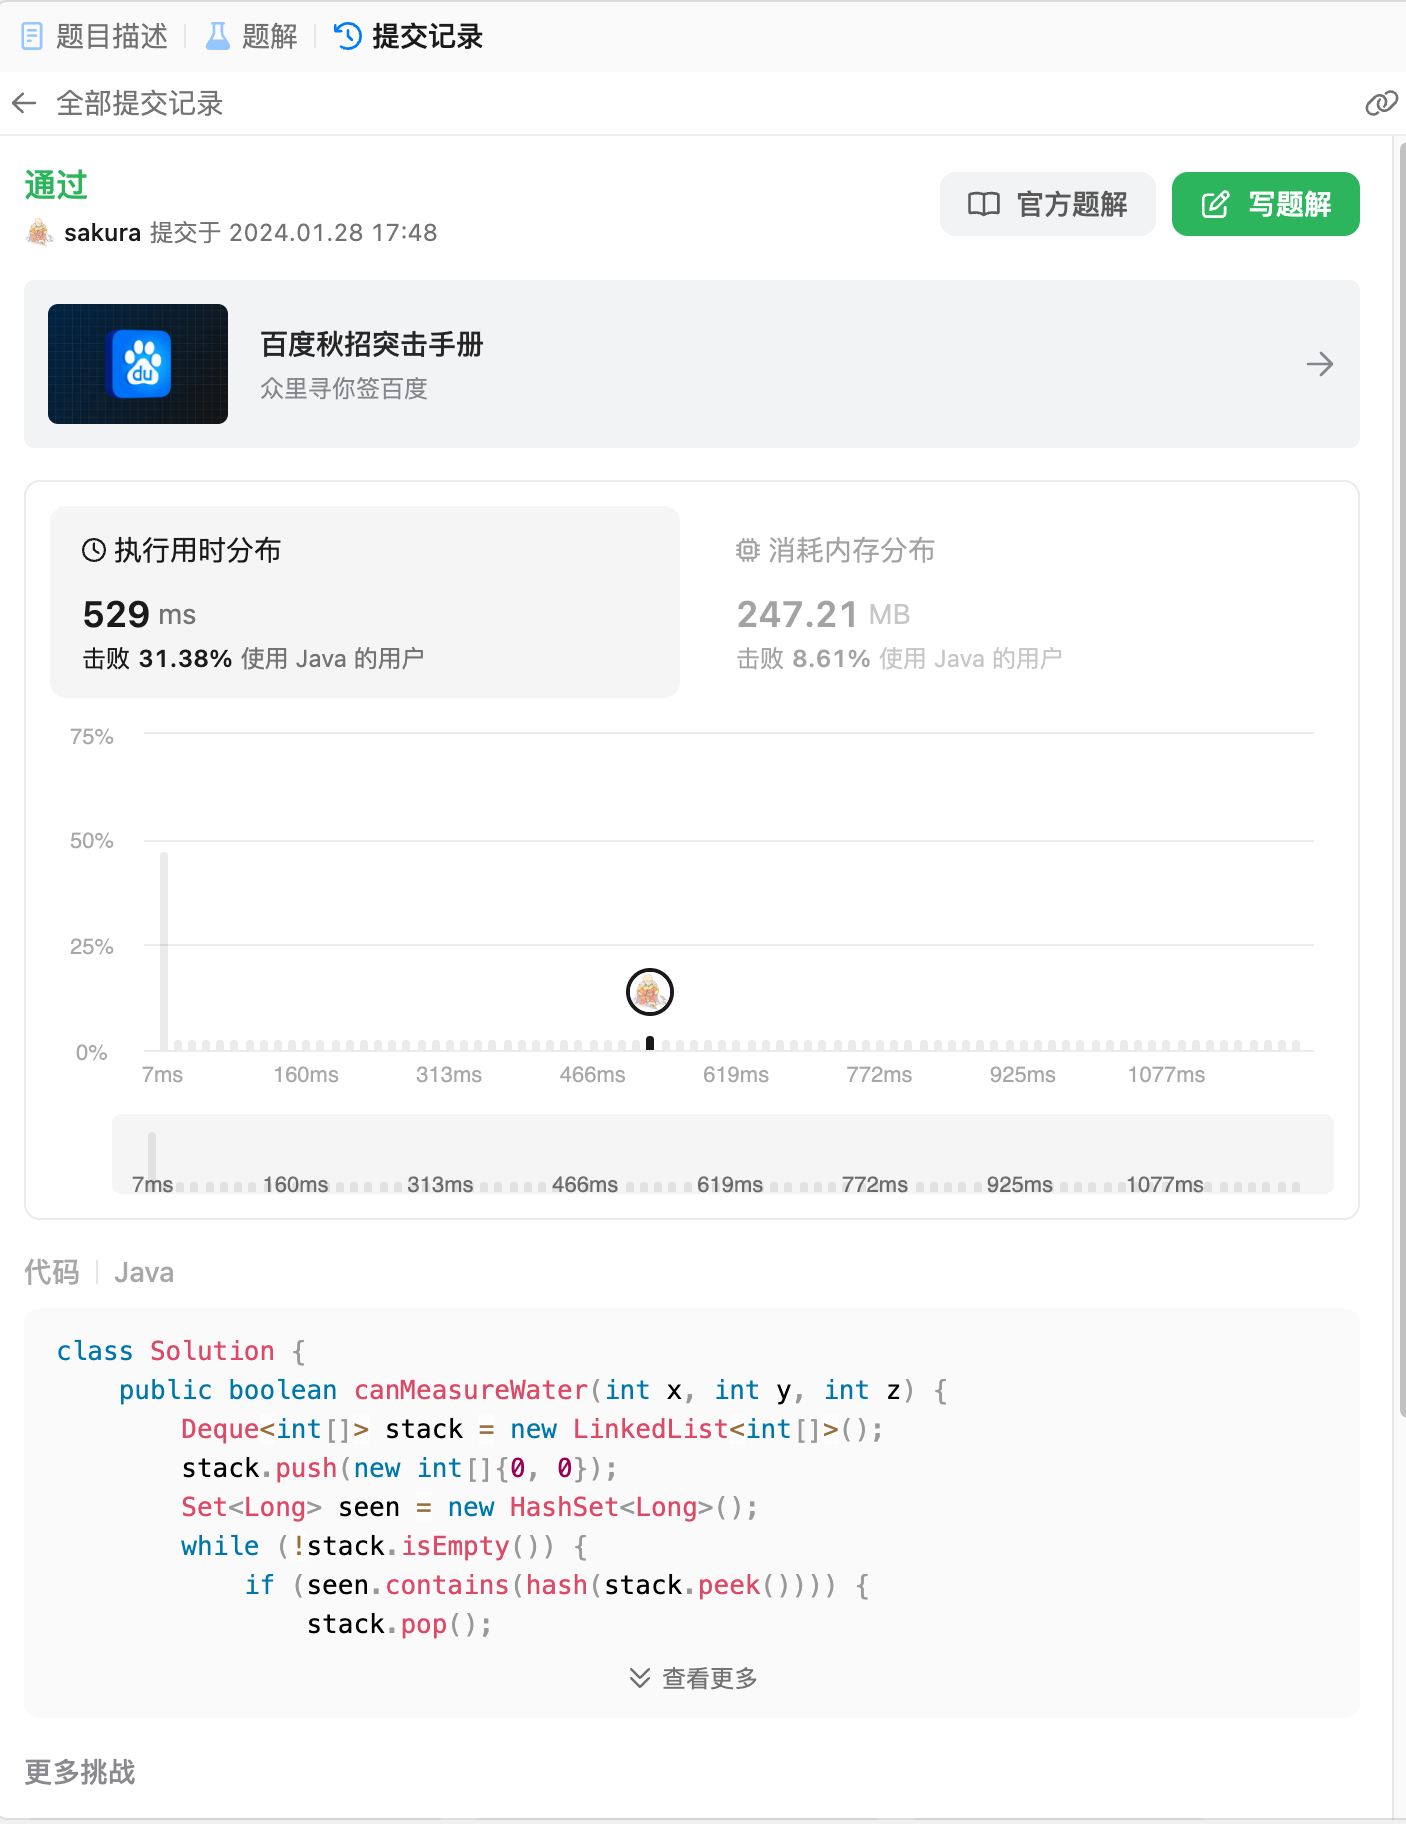 题目描述 题解 提交记录
全部提交记录
通过
sakura 提交于 2024.01.28 17:48
官方题解
写题解
du
百度秋招突击手册
众里寻你签百度
执行用时分布
529 ms
击败 31.38% 使用 Java 的用户
消耗内存分布
247.21 MB
击败 8.61% 使用 Java 的用户
75%
50%
25%
0%
7ms 160ms 313ms 466ms 619ms 772ms 925ms 1077ms
7ms 160ms 313ms 466ms 619ms 772ms 925ms 1077ms
代码 Java
class Solution {
    public boolean canMeasureWater(int x, int y, int z) {
        Deque<int[]> stack = new LinkedList<int[]>();
        stack.push(new int[]{0, 0});
        Set<Long> seen = new HashSet<Long>();
        while (!stack.isEmpty()) {
            if (seen.contains(hash(stack.peek()))) {
                stack.pop();
查看更多
更多挑战